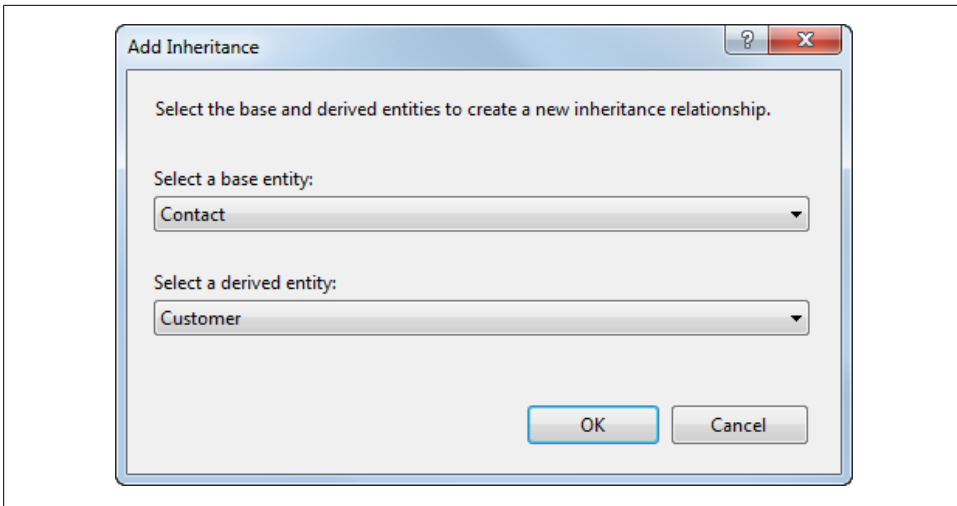 Add Inheritance
?
Select the base and derived entities to create a new inheritance relationship.
Select a base entity:
Contact
Select a derived entity:
Customer
OK
Cancel